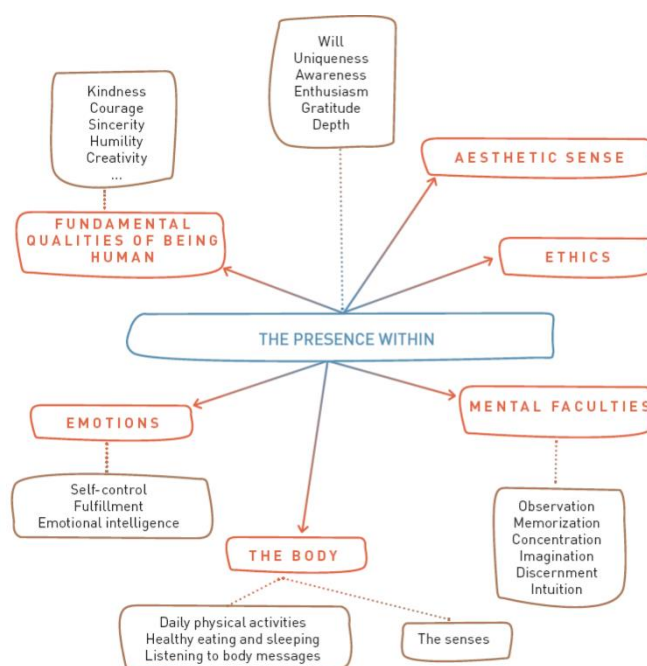 Will
Uniqueness
Awareness
Enthusiasm
Gratitude
Depth
Kindness
Courage
Sincerity
Humility
Creativity
...
AESTHETIC SENSE
FUNDAMENTAL
QUALITIES OF BEING
HUMAN
ETHICS
THE PRESENCE WITHIN
EMOTIONS
MENTAL FACULTIES
Self-control
Fulfillment
Emotional intelligence
Observation
Memorization
Concentration
Imagination
Discernment
Intuition
THE BODY
Daily physical activities
Healthy eating and sleeping
Listening to body messages
The senses